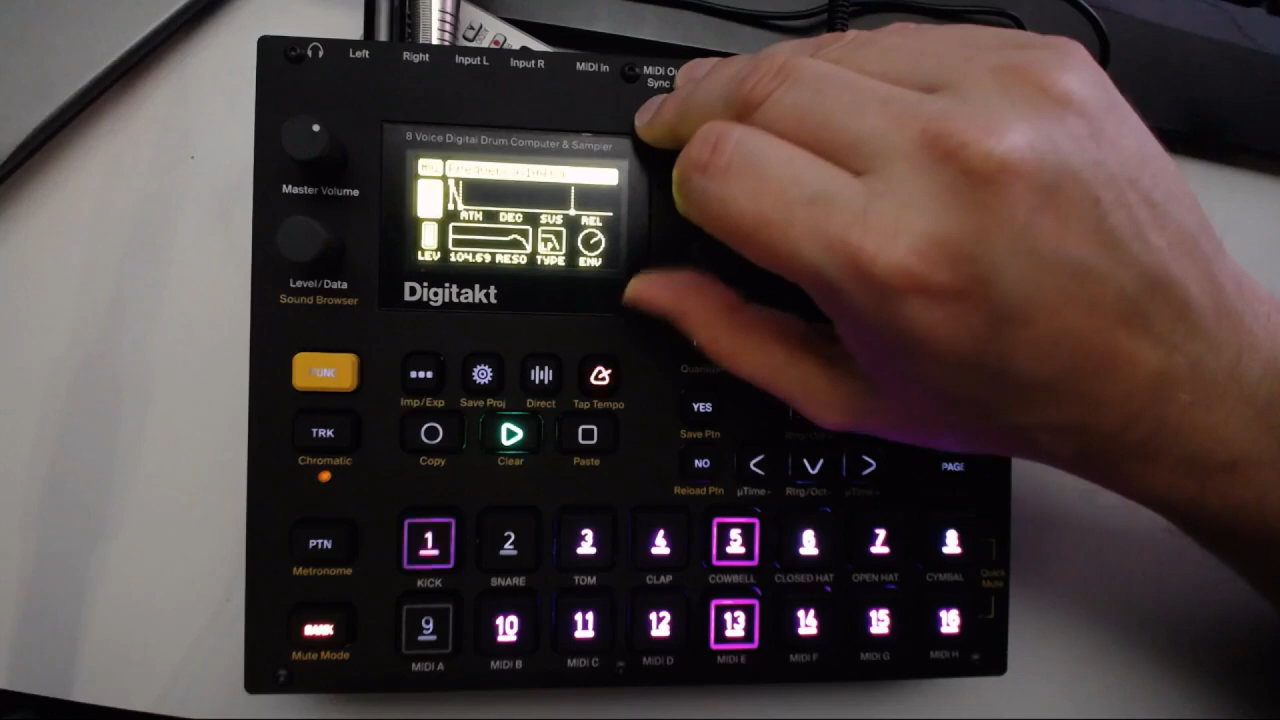 Left
Right
Input L
Input R
MIDI In
MIDI
Sync
8 Voice Digital Drum Computer & Sampler
ATK DEC SUS REL
LP
LEV 104.69 RESO TYPE ENV
Digitakt
Master Volume
Level/Data
Sound Browser
FUNC
Imp/Exp
Save Proj
Direct
Tap Tempo
TRK
Chromatic
Copy
Clear
Paste
YES
Save Ptn
NO
Reload Ptn
µTime-
Rtrg/Oct-
µTime-
PAGE
PTN
Metronome
BANK
Mute Mode
1 2 3 4 5 6 7 8
KICK SNARE TOM CLAP COWBELL CLOSED HAT OPEN HAT CYMBAL
Quick
Mute
9 10 11 12 13 14 15 16
MIDI A MIDI B MIDI C MIDI D MIDI E MIDI F MIDI G MIDI H